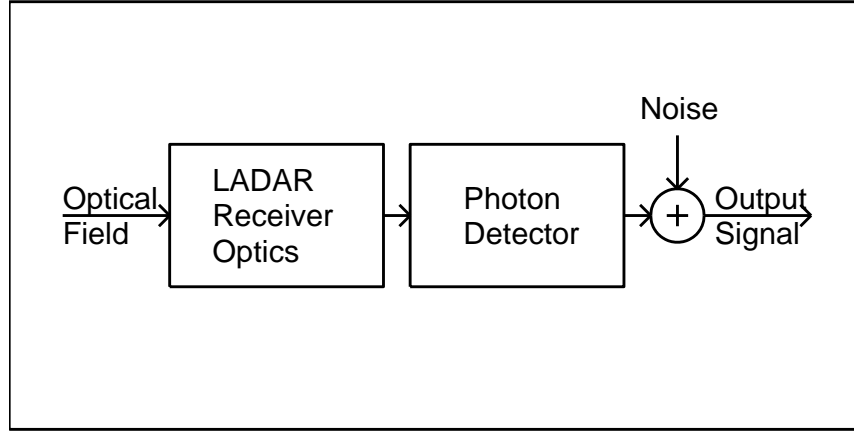 Optical
Field
LADAR
Receiver
Optics
Photon
Detector
Noise
+
Output
Signal